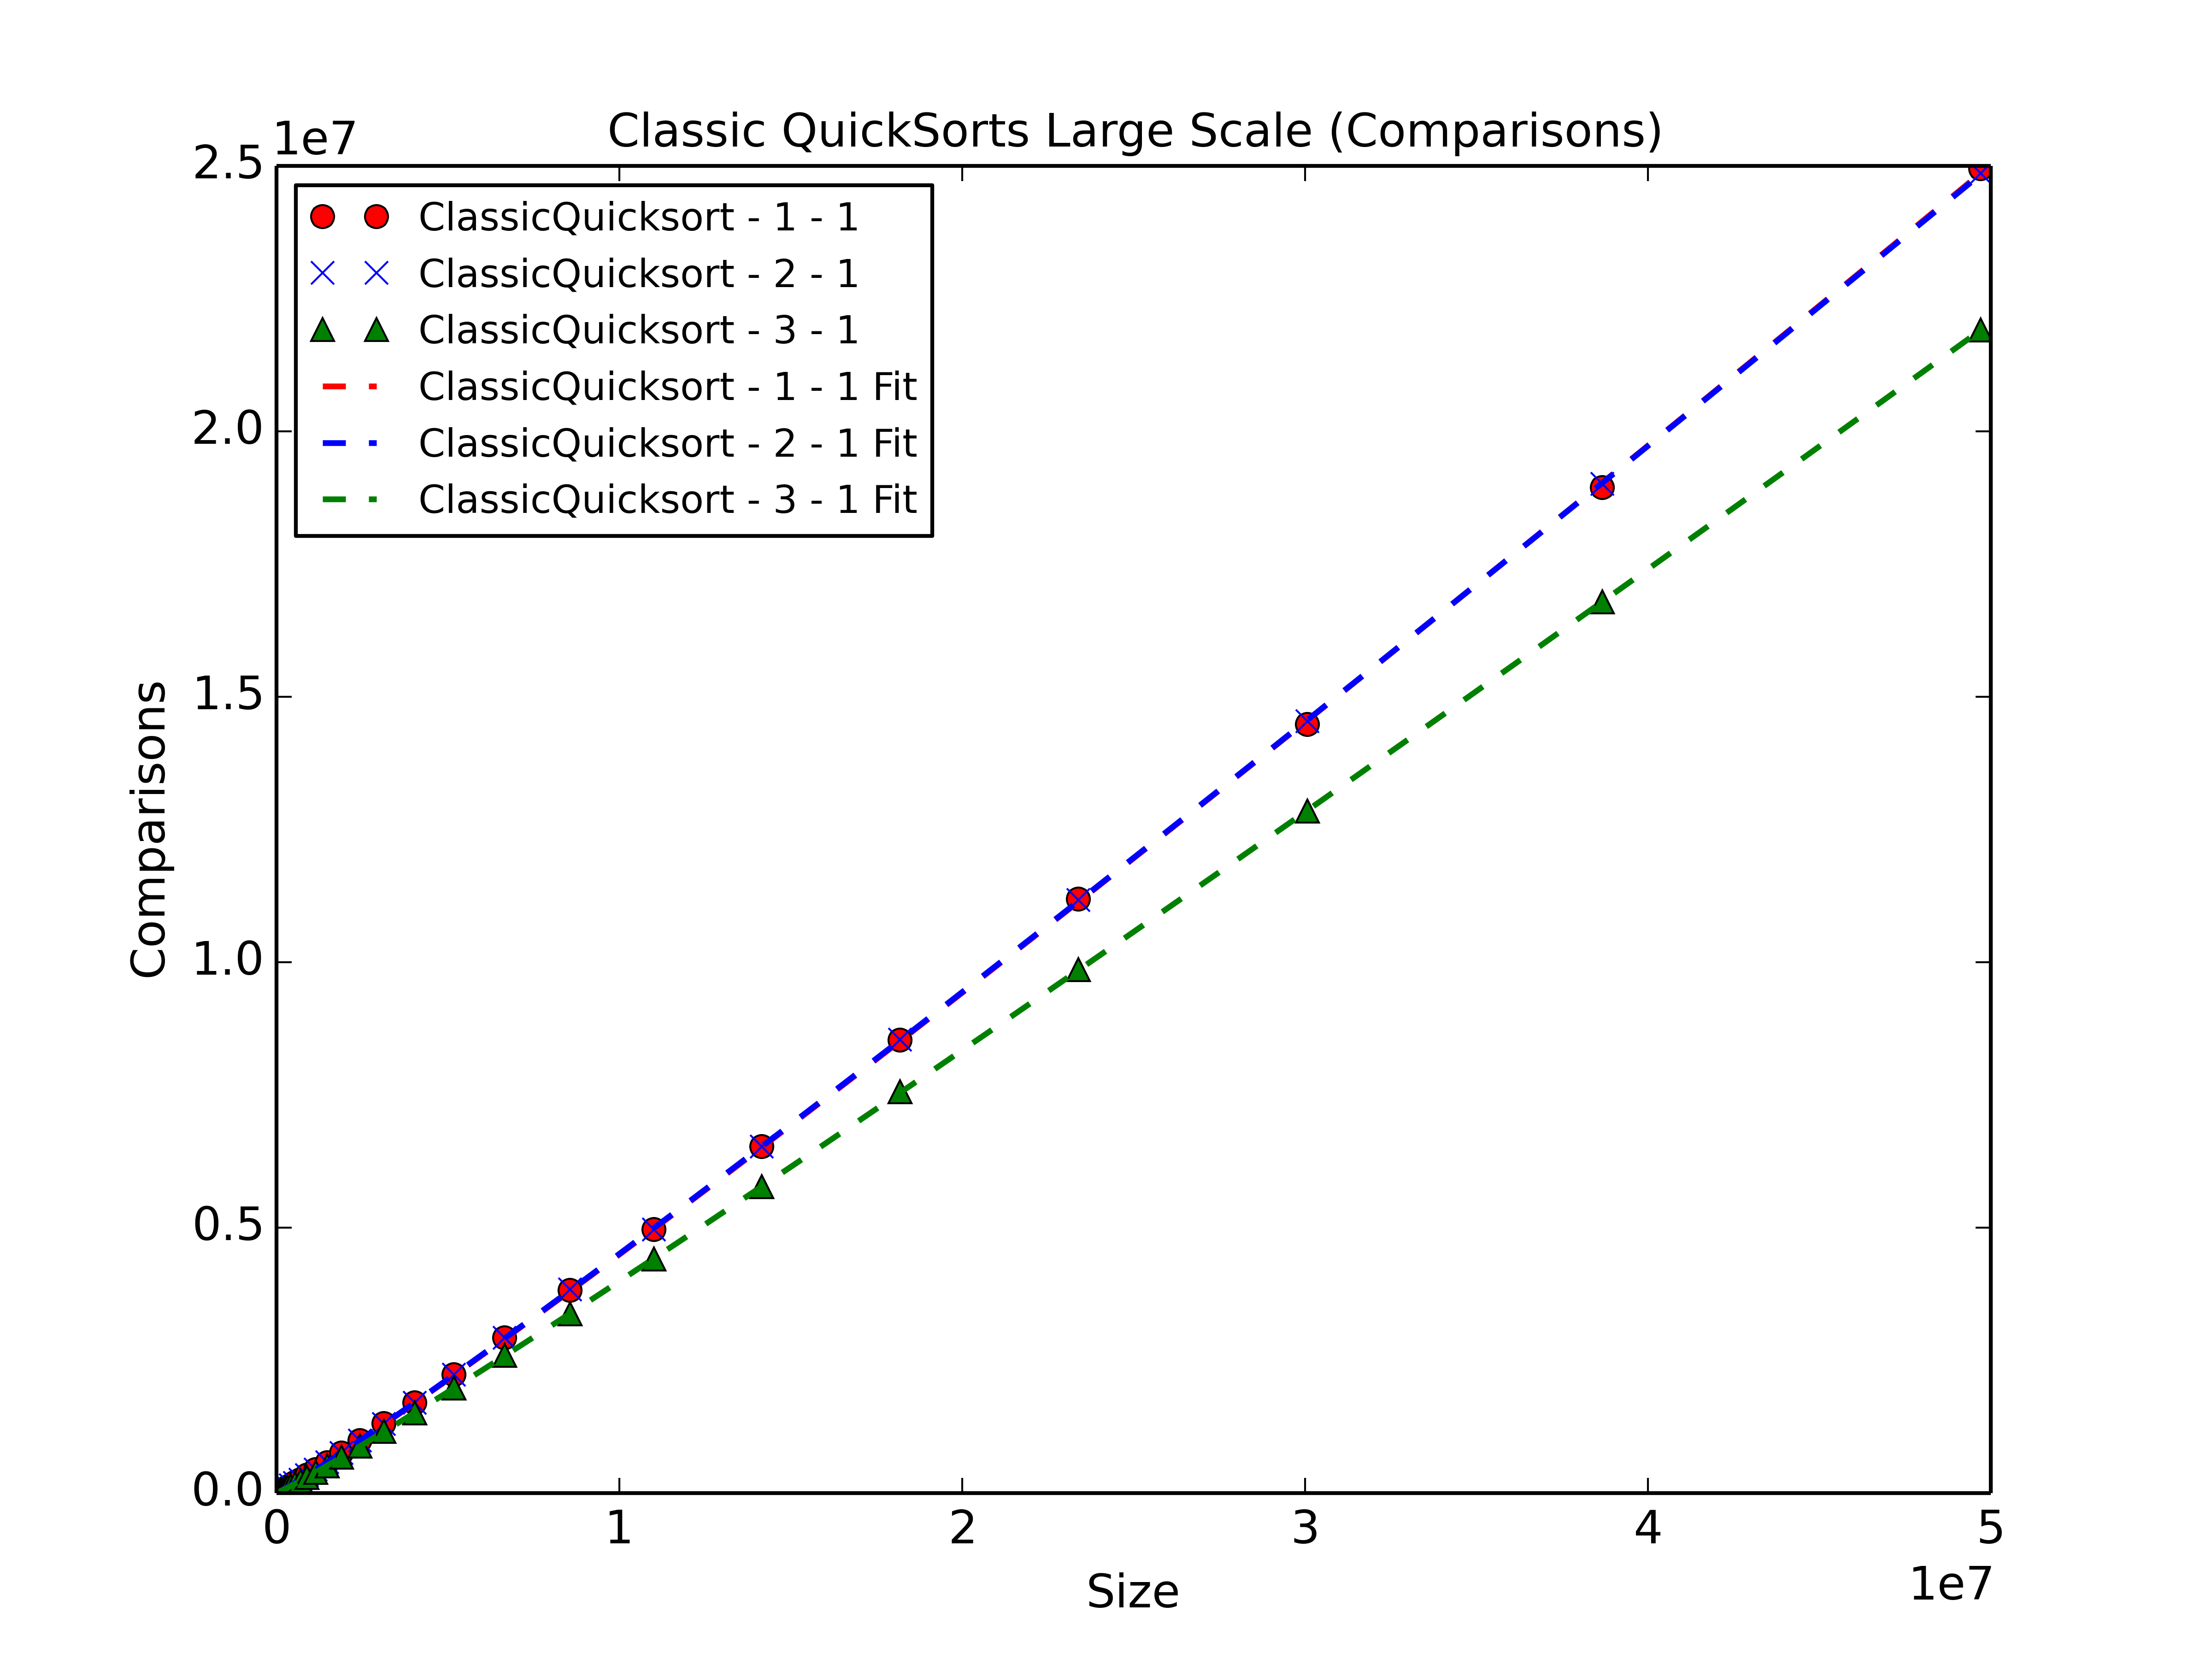 Classic QuickSorts Large Scale (Comparisons)
1e7
2.5
2.0
1.5
1.0
0.5
0.0
Comparisons
ClassicQuicksort - 1 - 1
ClassicQuicksort - 2 - 1
ClassicQuicksort - 3 - 1
ClassicQuicksort - 1 - 1 Fit
ClassicQuicksort - 2 - 1 Fit
ClassicQuicksort - 3 - 1 Fit
0 1 2 3 4 5
Size
1e7